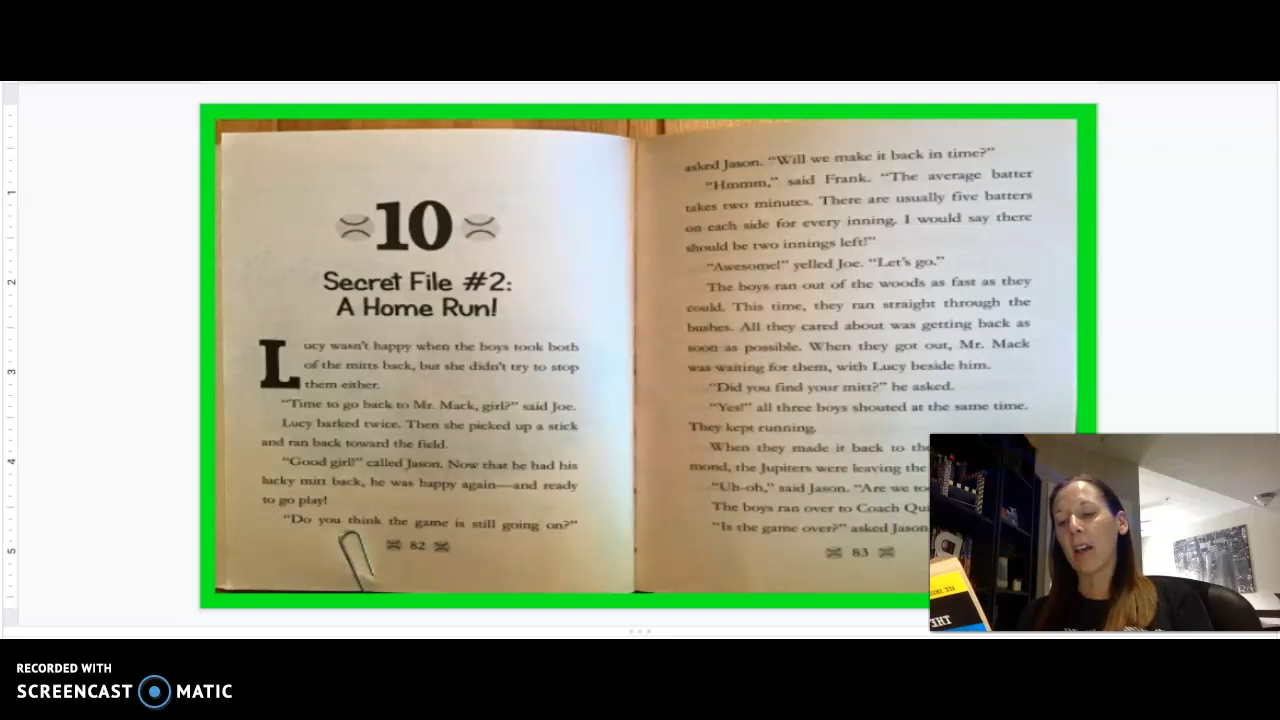 10
Secret File #2:
A Home Run!
Lucy wasn't happy when the boys took both
of the mitts back, but she didn't try to stop
them either.
"Time to go back to Mr. Mack, girl?" said Joe.
Lucy barked twice. Then she picked up a stick
and ran back toward the field.
"Good girl!" called Jason. Now that he had his
lucky mitt back, he was happy again—and ready
to go play!
"Do you think the game is still going on?"
82
asked Jason. "Will we make it back in time?"
"Hmmm," said Frank. "The average batter
takes two minutes. There are usually five batters
on each side for every inning. I would say there
should be two innings left!"
"Awesome!" yelled Joe. "Let's go."
The boys ran out of the woods as fast as they
could. This time, they ran straight through the
bushes. All they cared about was getting back as
soon as possible. When they got out, Mr. Mack
was waiting for them, with Lucy beside him.
"Did you find your mitt?" he asked.
"Yes!" all three boys shouted at the same time.
They kept running.
When they made it back to the
mond, the Jupiters were leaving the
"Uh-oh," said Jason. "Are we
The boys ran over to Coach
"Is the game over?" asked Jason
83
1
2
3
4
5
THE
RECORDED WITH
SCREENCAST MATIC